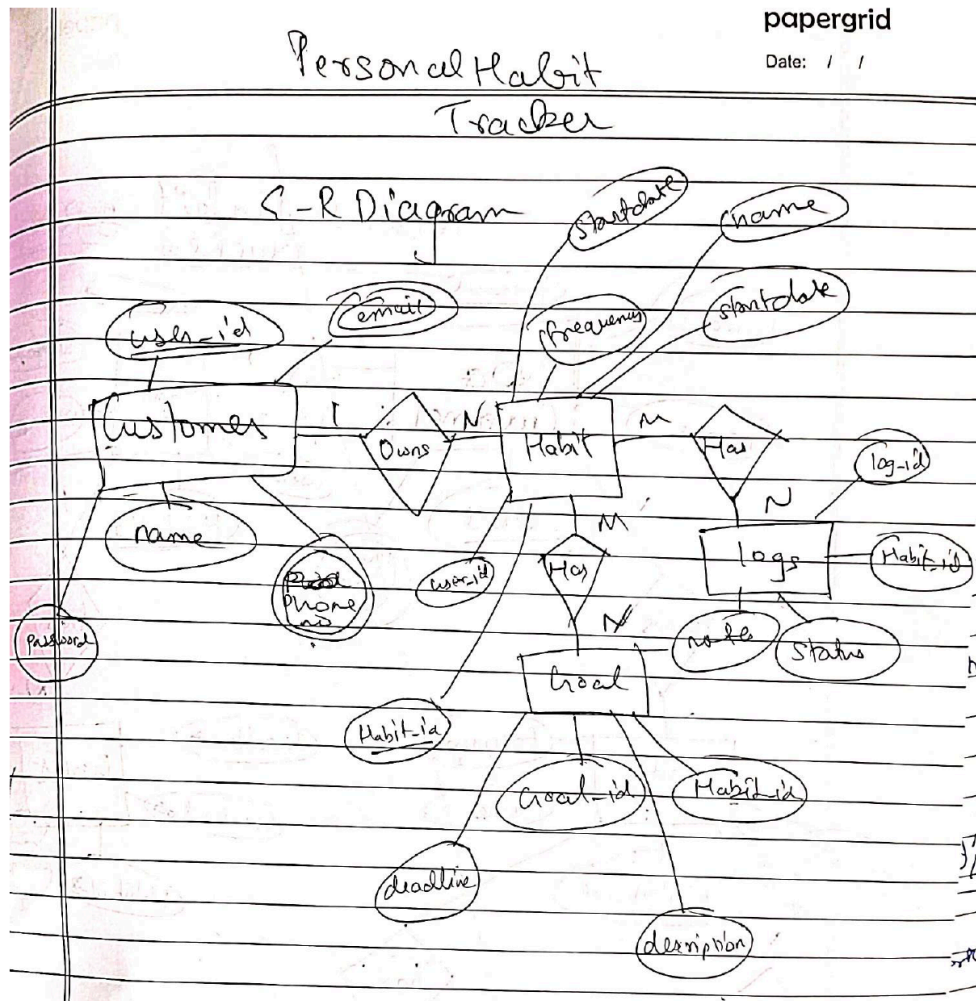 papergrid
Date: / /
Personal Habit
Tracker
E-R Diagram
startdate
name
email
frequency
startdate
user_id
Customer
1
Owns
N
Habit
M
Has
log_id
N
name
M
logs
Habit_id
Phone
no
user_id
Has
Password
N
notes
Status
Goal
Habit_id
Goal_id
Habit_id
deadline
description